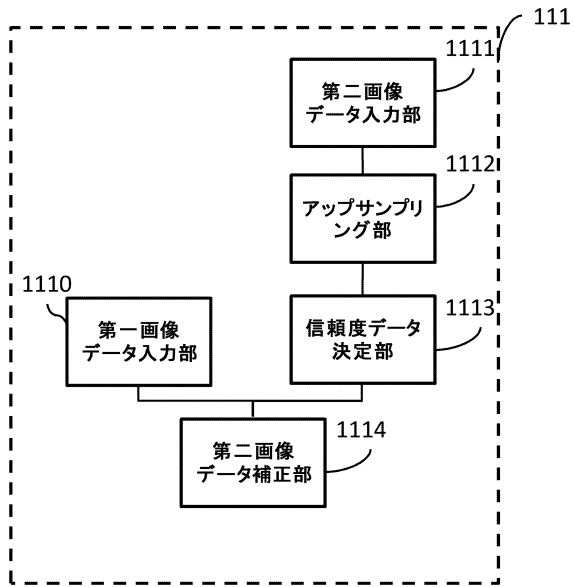 111
1111
第二画像
データ入力部
1112
アップサンプリ
ング部
1110
第一画像
データ入力部
1113
信頼度データ
決定部
1114
第二画像
データ補正部